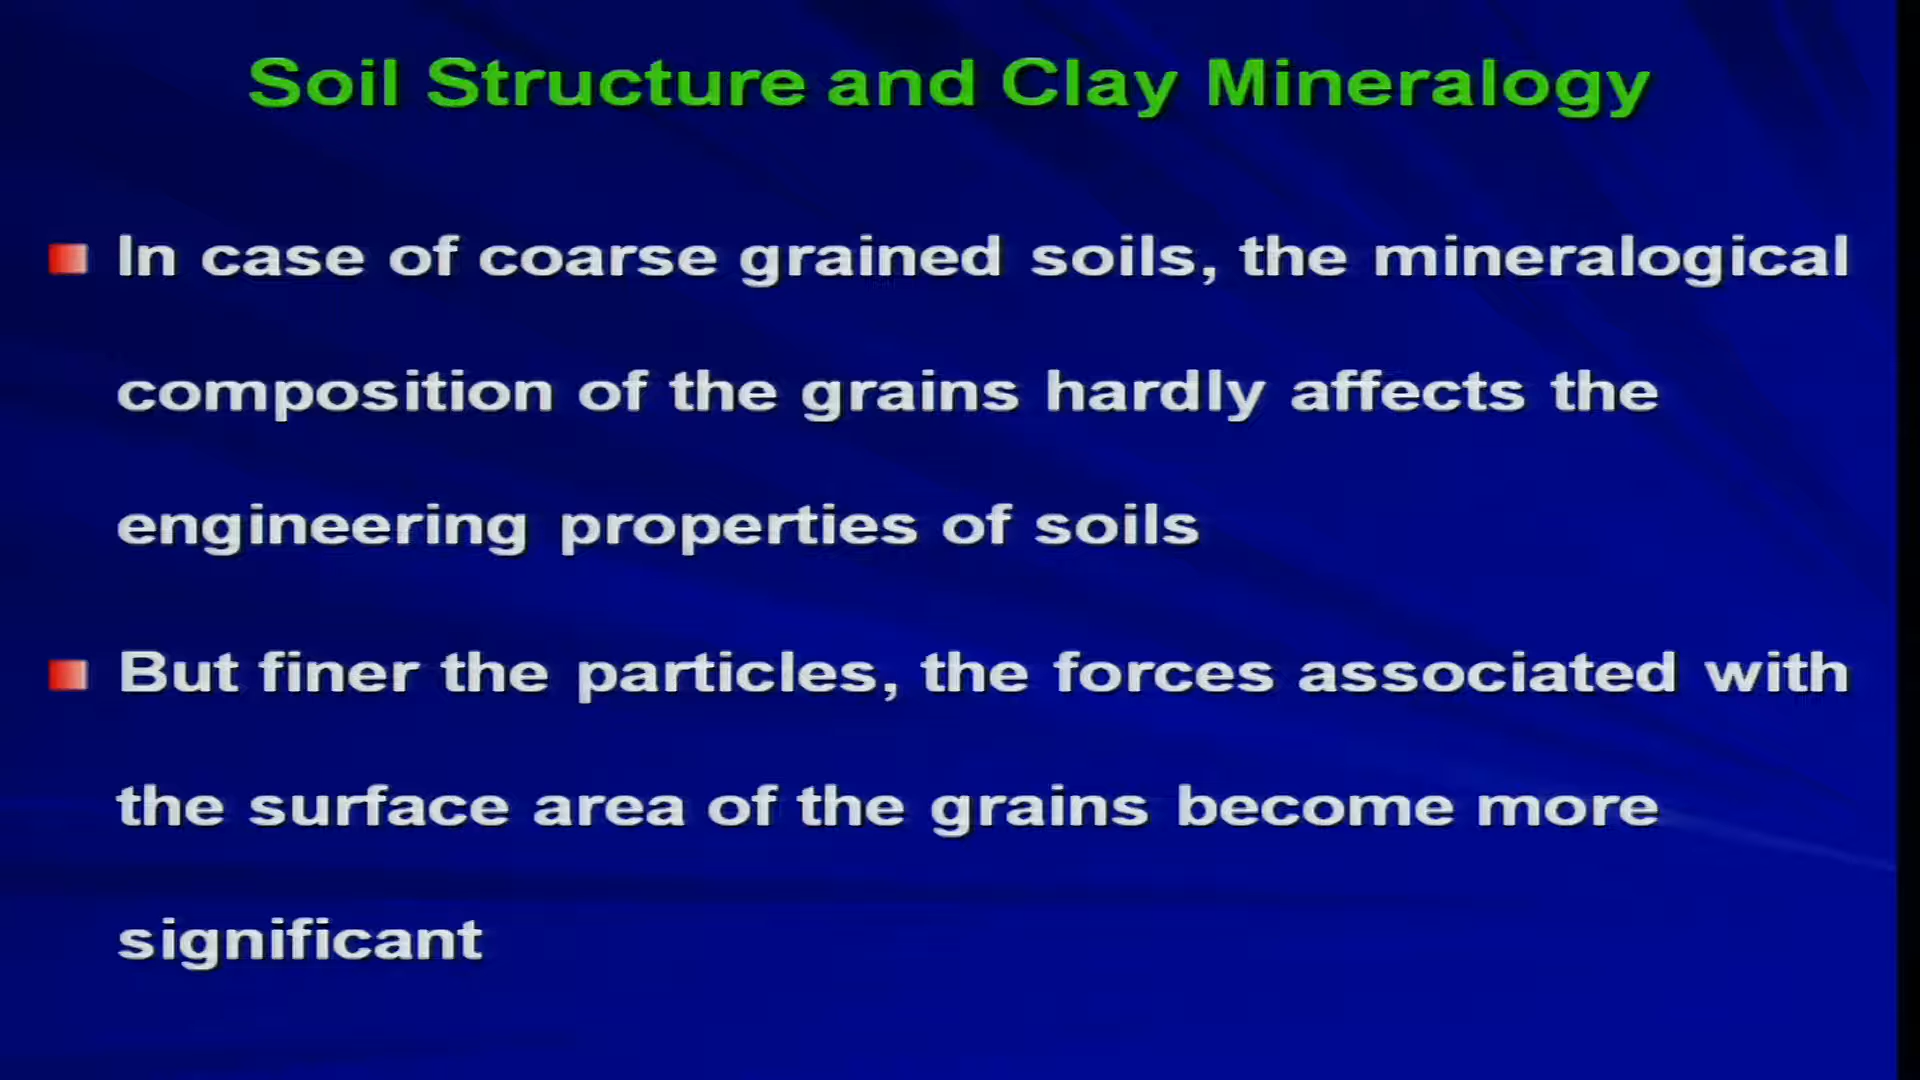 Soil Structure and Clay Mineralogy
In case of coarse grained soils, the mineralogical
composition of the grains hardly affects the
engineering properties of soils
But finer the particles, the forces associated with
the surface area of the grains become more
significant